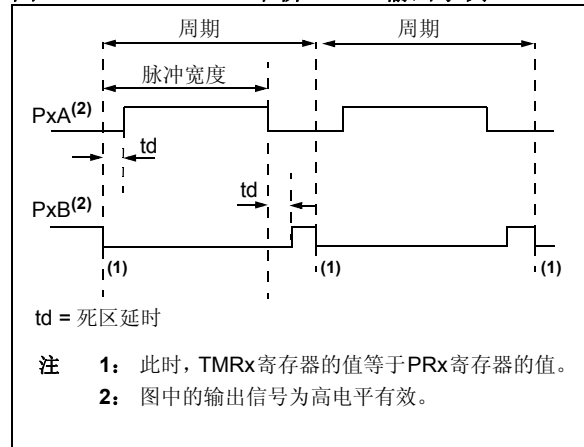 周期 周期
脉冲宽度
PxA(2)
td
td
PxB(2)
(1) (1) (1)
td = 死区延时
注 1: 此时,TMRx寄存器的值等于PRx寄存器的值。
2: 图中的输出信号为高电平有效。